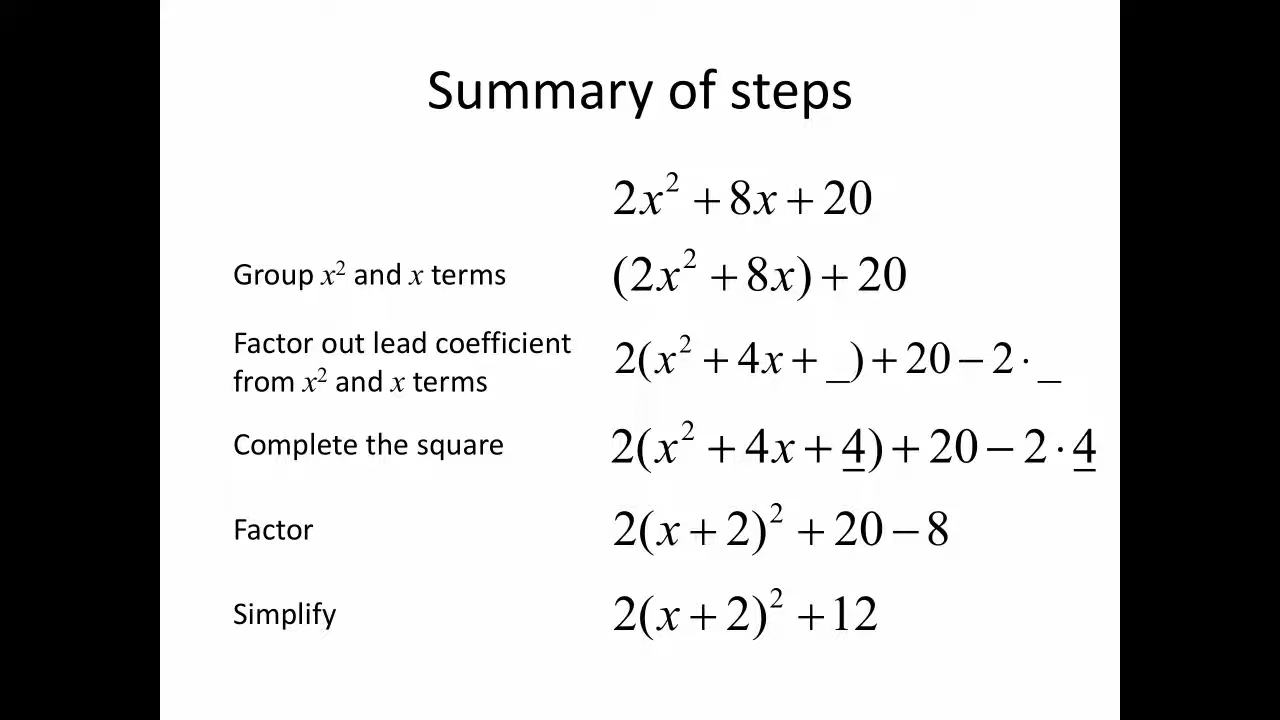 Summary of steps
2x² + 8x + 20
Group x² and x terms
(2x² + 8x) + 20
Factor out lead coefficient
from x² and x terms
2(x² + 4x + _) + 20 − 2 · _
Complete the square
2(x² + 4x + 4) + 20 − 2 · 4
Factor
2(x + 2)² + 20 − 8
Simplify
2(x + 2)² + 12